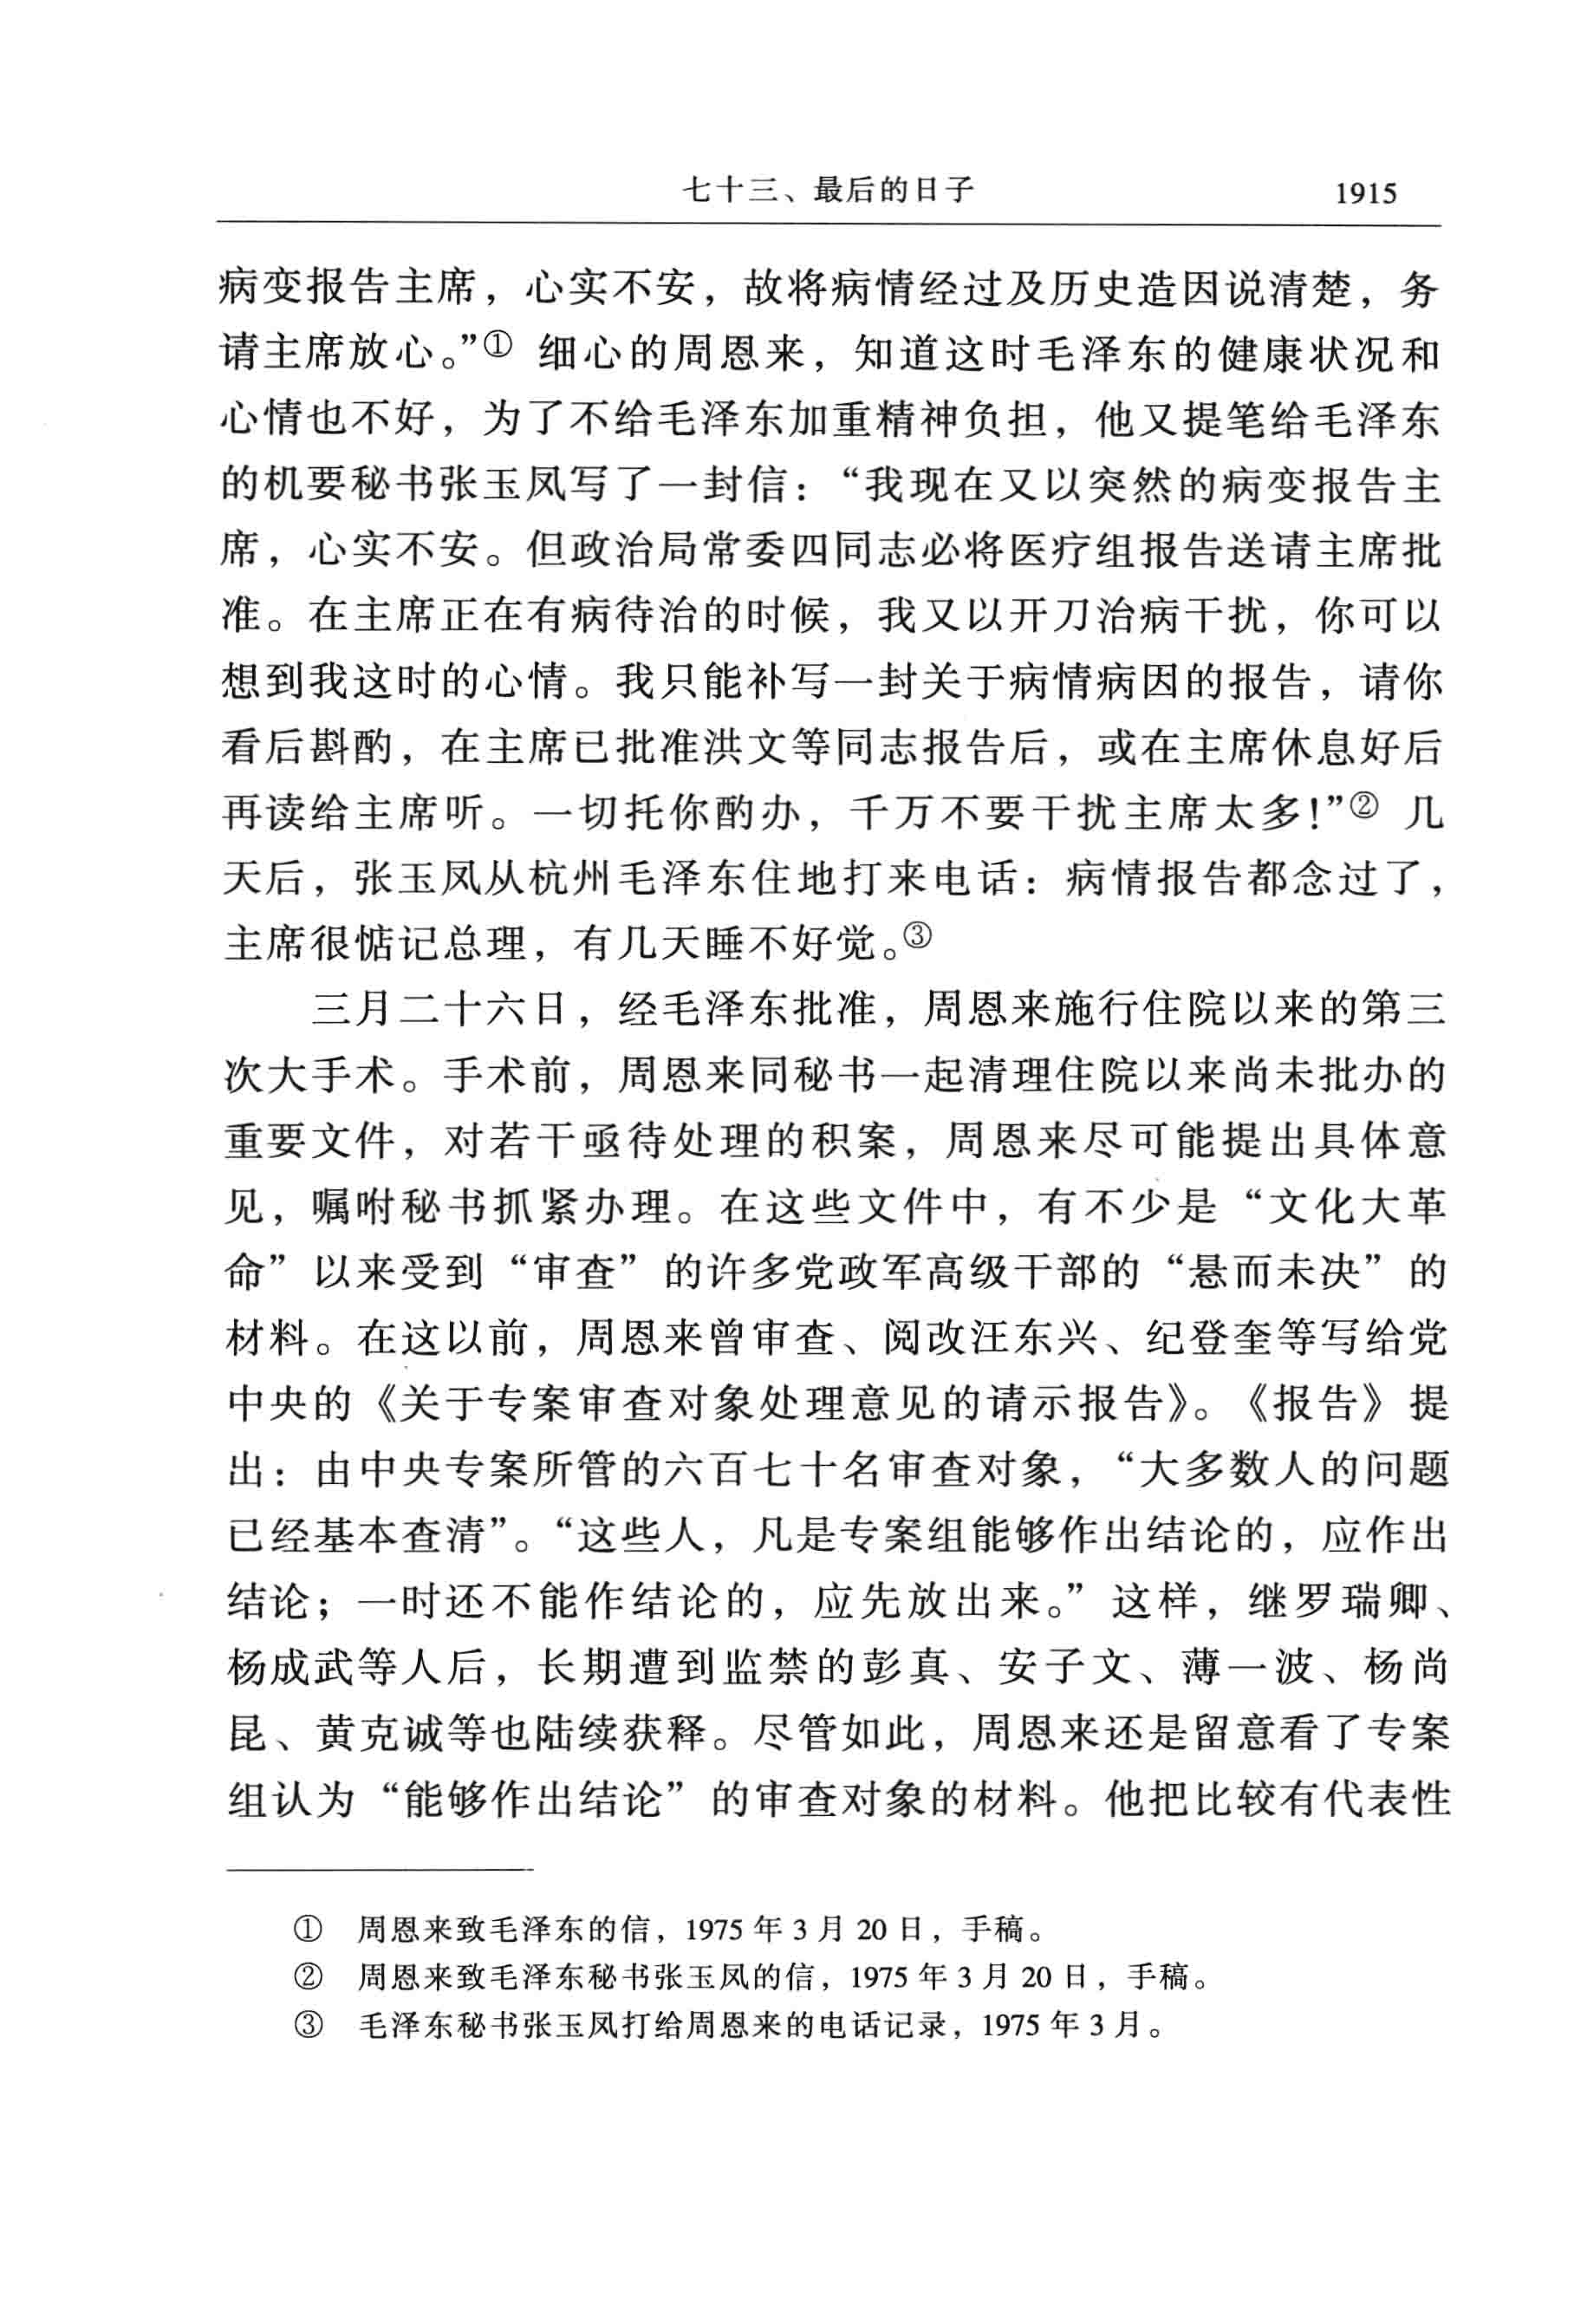 七十三、最后的日子 1915
病变报告主席，心实不安，故将病情经过及历史造因说清楚，务
请主席放心。”① 细心的周恩来，知道这时毛泽东的健康状况和
心情也不好，为了不给毛泽东加重精神负担，他又提笔给毛泽东
的机要秘书张玉凤写了一封信：“我现在又以突然的病变报告主
席，心实不安。但政治局常委四同志必将医疗组报告送请主席批
准。在主席正在有病待治的时候，我又以开刀治病干扰，你可以
想到我这时的心情。我只能补写一封关于病情病因的报告，请你
看后斟酌，在主席已批准洪文等同志报告后，或在主席休息好后
再读给主席听。一切托你酌办，千万不要干扰主席太多！”② 几
天后，张玉凤从杭州毛泽东住地打来电话：病情报告都念过了，
主席很惦记总理，有几天睡不好觉。③
三月二十六日，经毛泽东批准，周恩来施行住院以来的第三
次大手术。手术前，周恩来同秘书一起清理住院以来尚未批办的
重要文件，对若干亟待处理的积案，周恩来尽可能提出具体意
见，嘱咐秘书抓紧办理。在这些文件中，有不少是“文化大革
命”以来受到“审查”的许多党政军高级干部的“悬而未决”的
材料。在这以前，周恩来曾审查、阅改汪东兴、纪登奎等写给党
中央的《关于专案审查对象处理意见的请示报告》。《报告》提
出：由中央专案所管的六百七十名审查对象，“大多数人的问题
已经基本查清”。“这些人，凡是专案组能够作出结论的，应作出
结论；一时还不能作结论的，应先放出来。”这样，继罗瑞卿、
杨成武等人后，长期遭到监禁的彭真、安子文、薄一波、杨尚
昆、黄克诚等也陆续获释。尽管如此，周恩来还是留意看了专案
组认为“能够作出结论”的审查对象的材料。他把比较有代表性
① 周恩来致毛泽东的信，1975 年 3 月 20 日，手稿。
② 周恩来致毛泽东秘书张玉凤的信，1975 年 3 月 20 日，手稿。
③ 毛泽东秘书张玉凤打给周恩来的电话记录，1975 年 3 月。